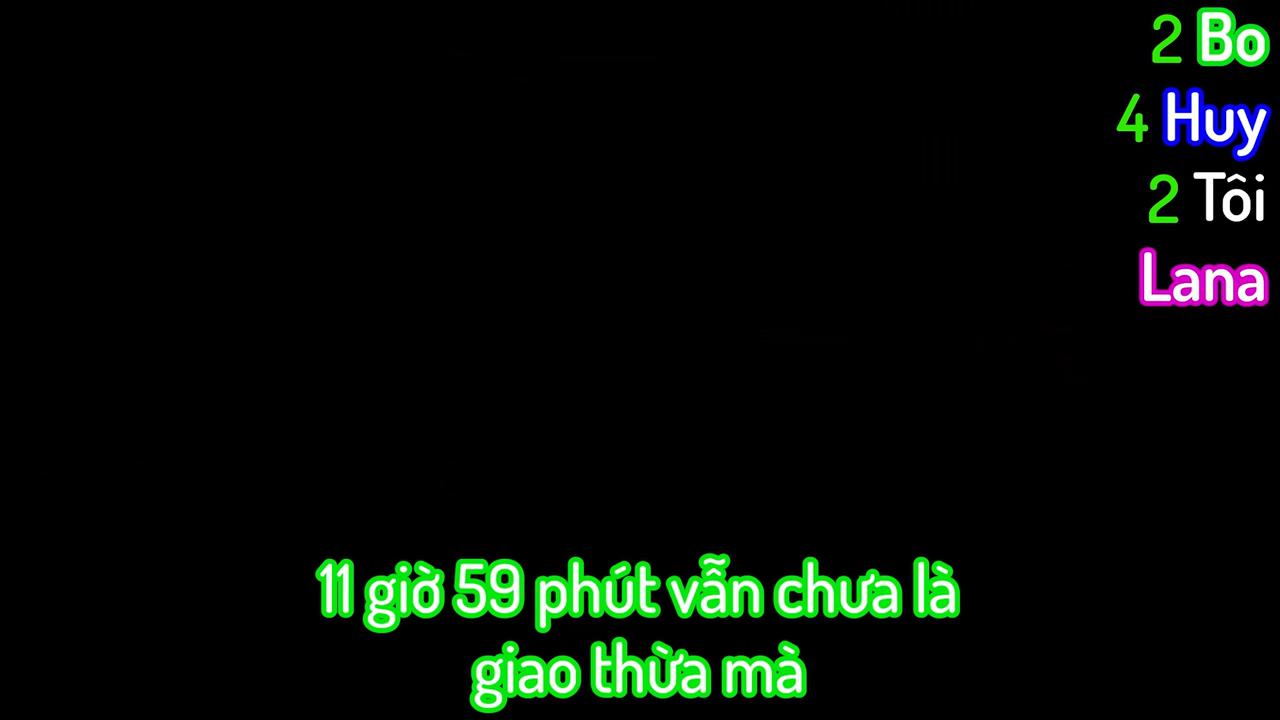 2 Bo
4 Huy
2 Tôi
Lana
11 giờ 59 phút vẫn chưa là
giao thừa mà